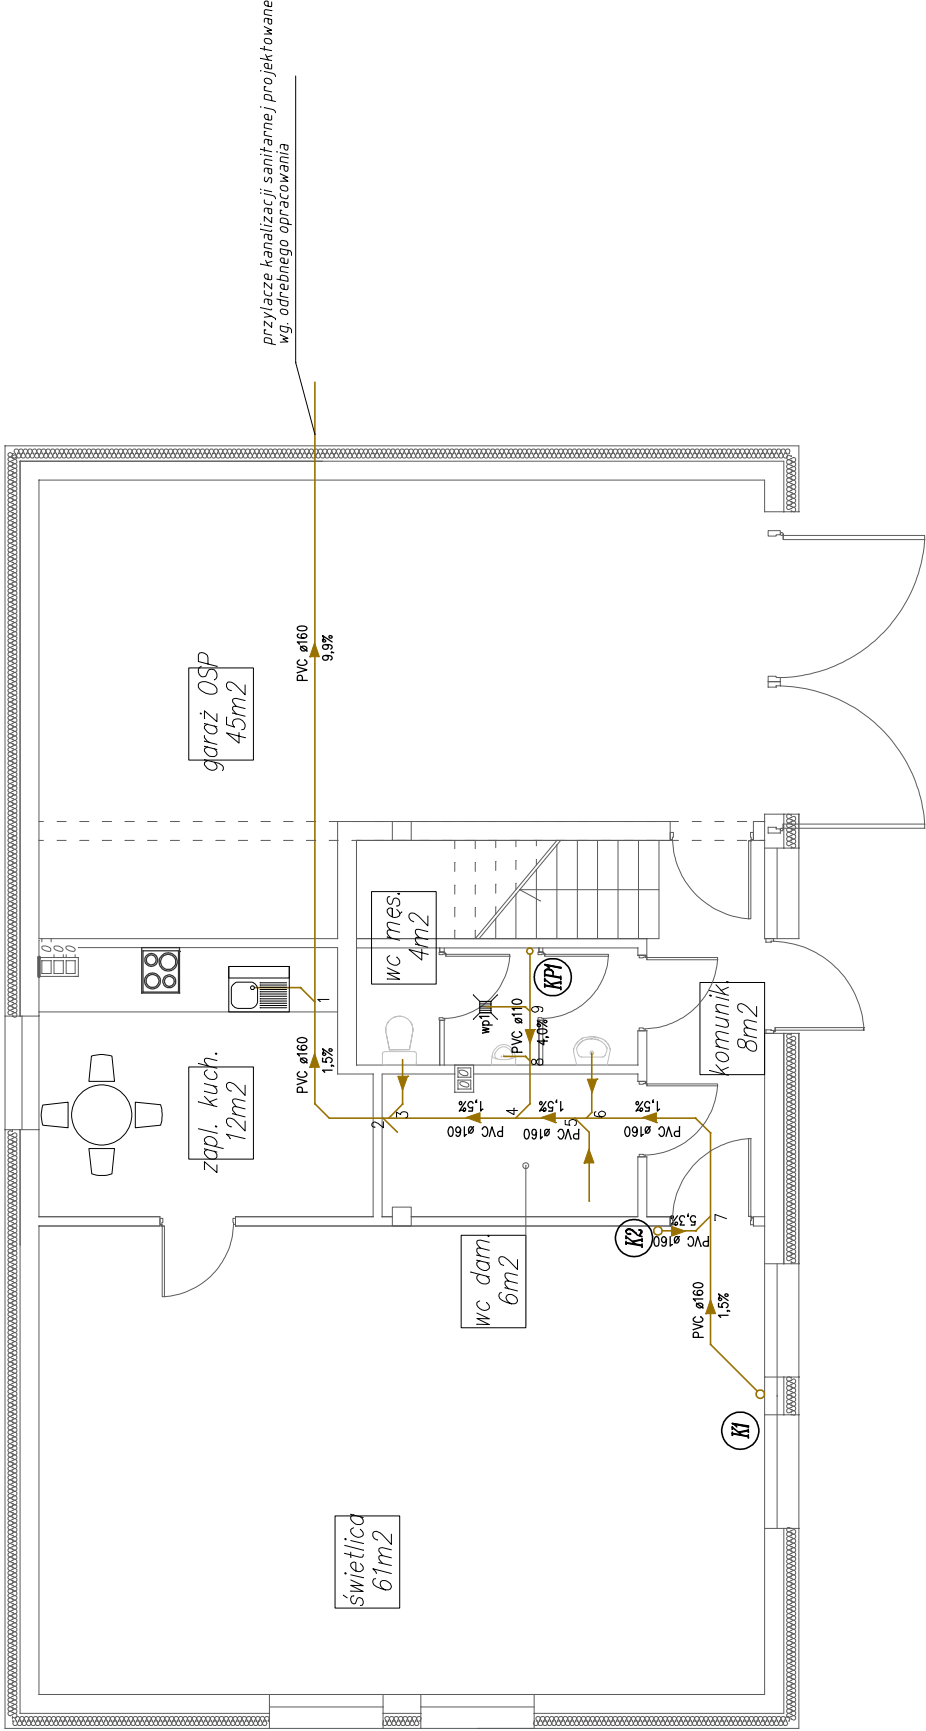 przylacze kanalizacji sanitarnej projektowane
wg. odrebnego opracowania
PVC ø160
9,9%
garaż OSP
45m2
wc męs.
4m2
KP1
wp1
PVC ø110
4,0%
9
8
1
PVC ø160
1,5%
komunik.
8m2
zapl. kuch.
12m2
2
3
4
5
6
1,5%
PVC ø160
1,5%
PVC ø160
1,5%
PVC ø160
7
K2
5,3%
PVC ø160
wc dam.
6m2
PVC ø160
1,5%
K1
świetlica
61m2